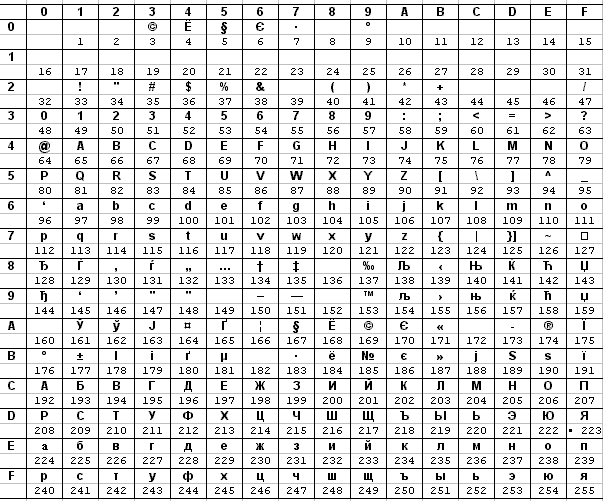 0 1 2 3 4 5 6 7 8 9 A B C D E F
0 © Ё § Є · °
1 2 3 4 5 6 7 8 9 10 11 12 13 14 15
1
16 17 18 19 20 21 22 23 24 25 26 27 28 29 30 31
2 ! " # $ % & ( ) * + /
32 33 34 35 36 37 38 39 40 41 42 43 44 45 46 47
3 0 1 2 3 4 5 6 7 8 9 : ; < = > ?
48 49 50 51 52 53 54 55 56 57 58 59 60 61 62 63
4 @ A B C D E F G H I J K L M N O
64 65 66 67 68 69 70 71 72 73 74 75 76 77 78 79
5 P Q R S T U V W X Y Z [ \ ] ^ _
80 81 82 83 84 85 86 87 88 89 90 91 92 93 94 95
6 ‘ a b c d e f g h i j k l m n o
96 97 98 99 100 101 102 103 104 105 106 107 108 109 110 111
7 p q r s t u v w x y z { | }] ~ □
112 113 114 115 116 117 118 119 120 121 122 123 124 125 126 127
8 Ђ Ѓ ‚ ѓ „ … † ‡ ‰ Љ ‹ Њ Ќ Ћ Џ
128 129 130 131 132 133 134 135 136 137 138 139 140 141 142 143
9 ђ ‘ ’ " " – — ™ љ › њ ќ ћ џ
144 145 146 147 148 149 150 151 152 153 154 155 156 157 158 159
A Ў ў J ¤ Ґ ¦ § Ё © Є « - ® Ї
160 167 162 163 164 165 166 167 168 169 170 171 172 173 174 175
B ° ± I i ґ µ · ё № є » j S s ї
176 177 178 179 180 181 182 183 184 185 186 187 188 189 190 191
C А Б В Г Д Е Ж З И Й К Л М Н О П
192 193 194 195 196 197 198 199 200 201 202 203 204 205 206 207
D Р С Т У Ф Х Ц Ч Ш Щ Ъ Ы Ь Э Ю Я
208 209 210 211 212 213 214 215 216 217 218 219 220 221 222 ▪ 223
E а б в г д е ж з и й к л м н о п
224 225 226 227 228 229 230 231 232 233 234 235 236 237 238 239
F р с т у ф х ц ч ш щ ъ ы ь э ю я
240 241 242 243 244 245 246 247 248 249 250 251 252 253 254 255